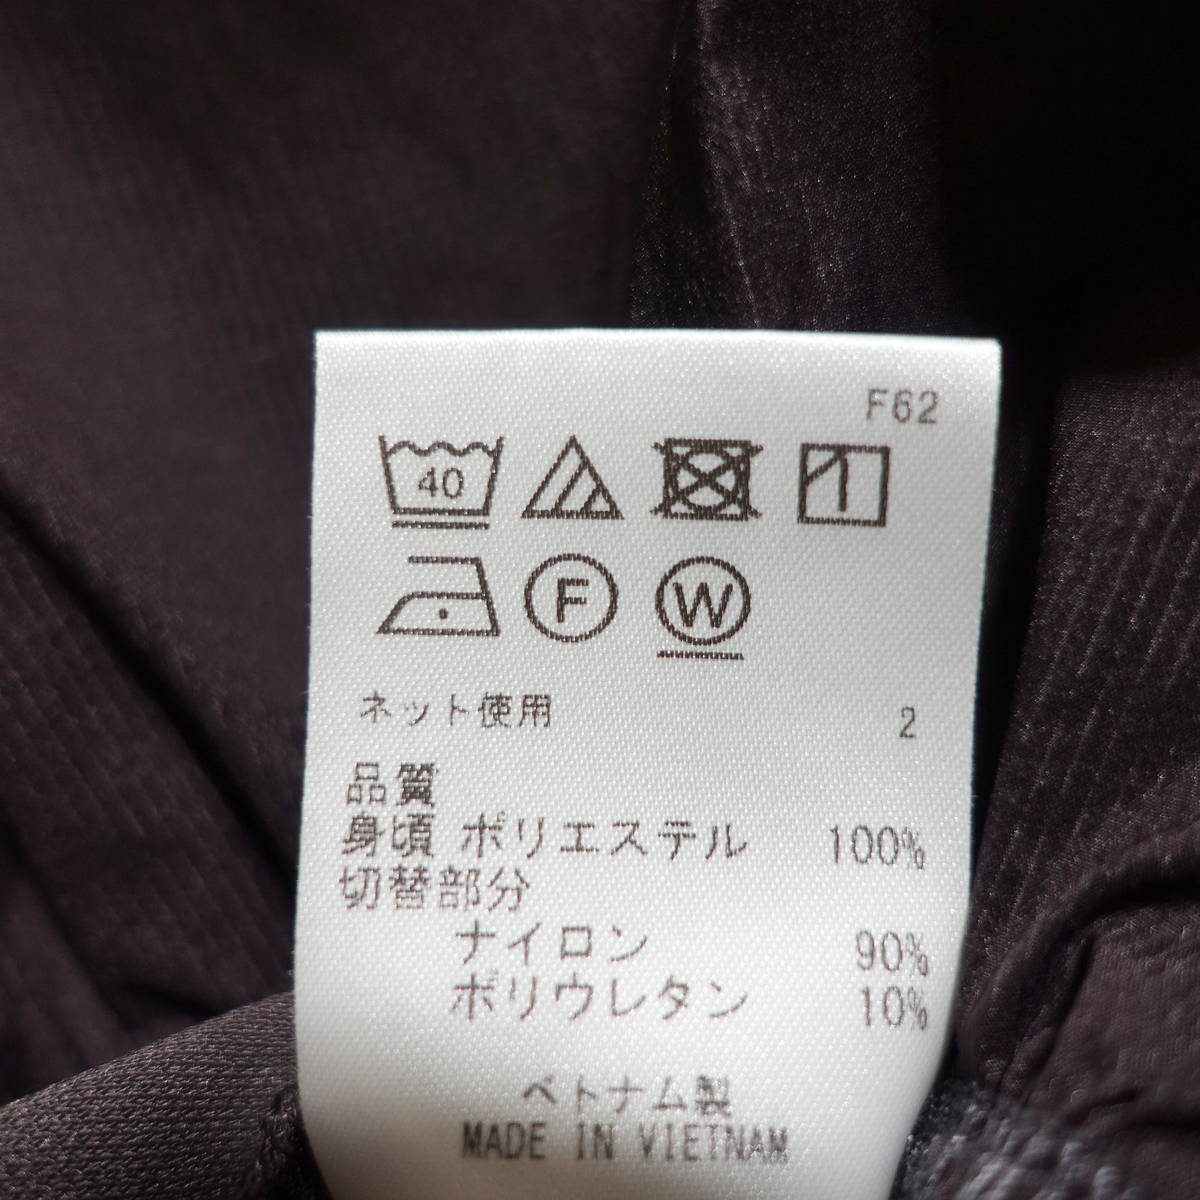 F62
40
F W
ネット使用 2
品質
身頃 ポリエステル 100%
切替部分
ナイロン 90%
ポリウレタン 10%
ベトナム製
MADE IN VIETNAM